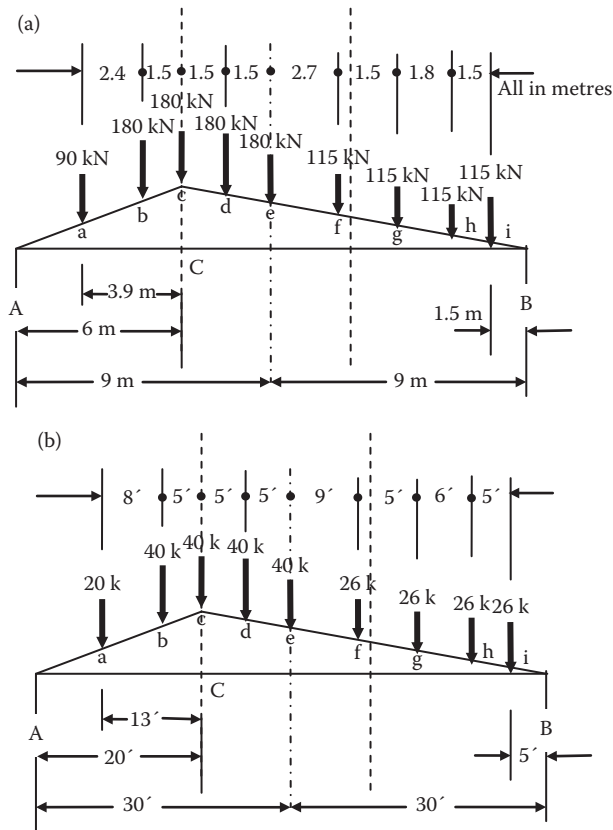 (a)
2.4 1.5 1.5 1.5 2.7 1.5 1.8 1.5
All in metres
180 kN
180 kN 180 kN 180 kN
90 kN 115 kN 115 kN 115 kN 115 kN
a b c d e f g h i
C
3.9 m
A 6 m 1.5 m B
9 m 9 m
(b)
8´ 5´ 5´ 5´ 9´ 5´ 6´ 5´
40 k 40 k 40 k 40 k
20 k 26 k 26 k 26 k 26 k
a b c d e f g h i
C
13´
A 20´ 5´ B
30´ 30´